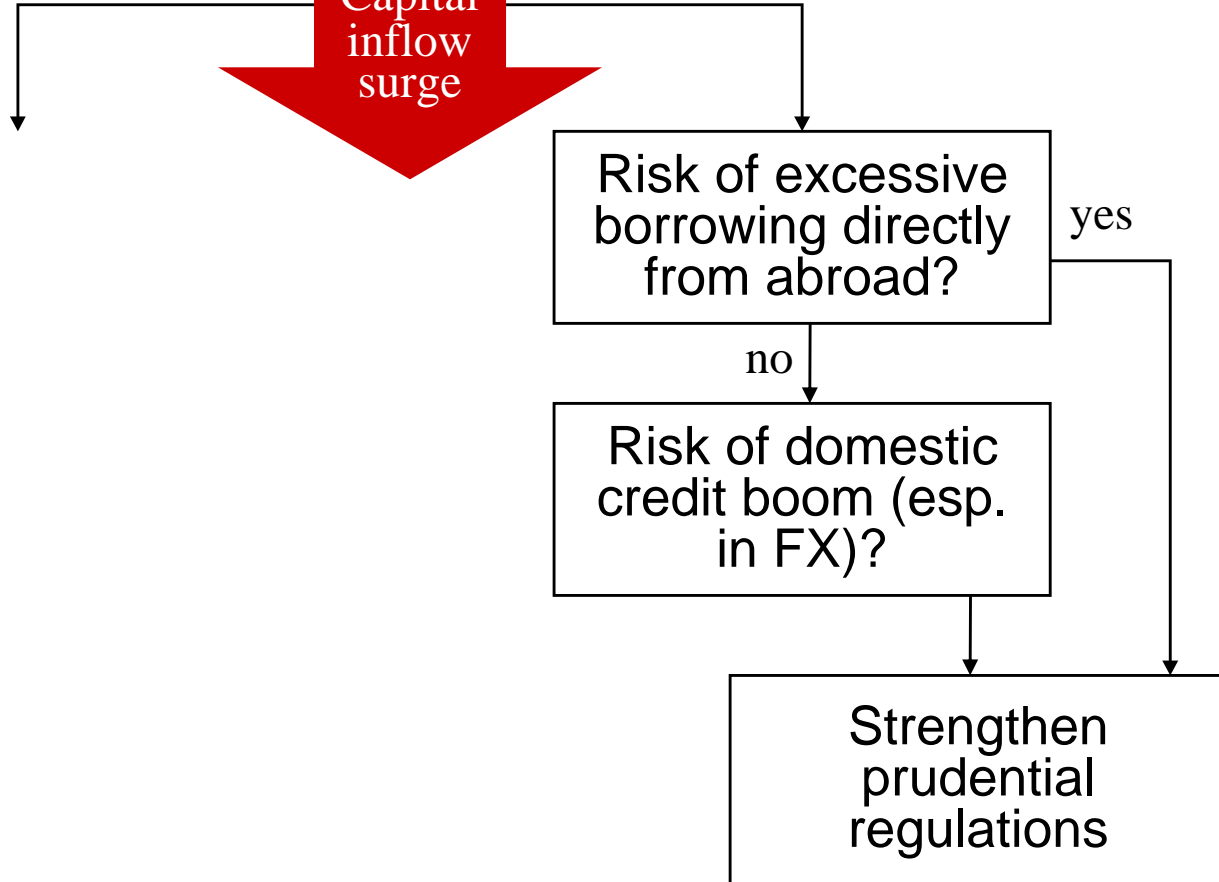 Capital
inflow
surge
Risk of excessive
borrowing directly
from abroad?
yes
no
Risk of domestic
credit boom (esp.
in FX)?
Strengthen
prudential
regulations